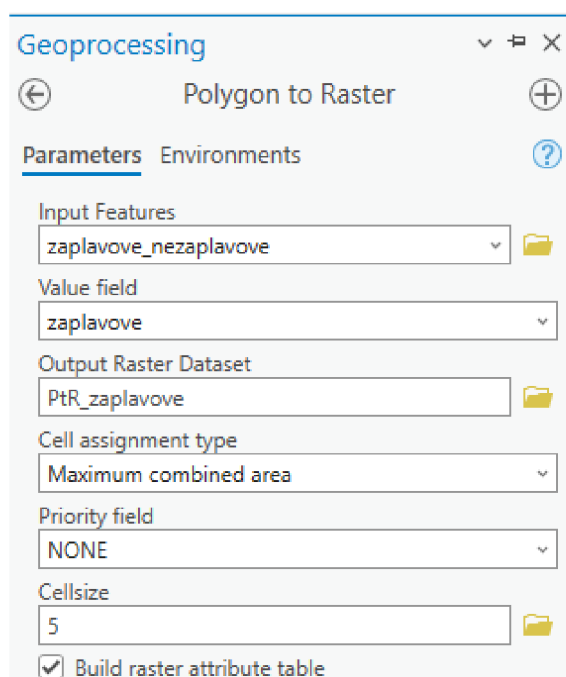 Geoprocessing
Polygon to Raster
Parameters Environments
Input Features
zaplavove_nezaplavove
Value field
zaplavove
Output Raster Dataset
PtR_zaplavove
Cell assignment type
Maximum combined area
Priority field
NONE
Cellsize
5
Build raster attribute table